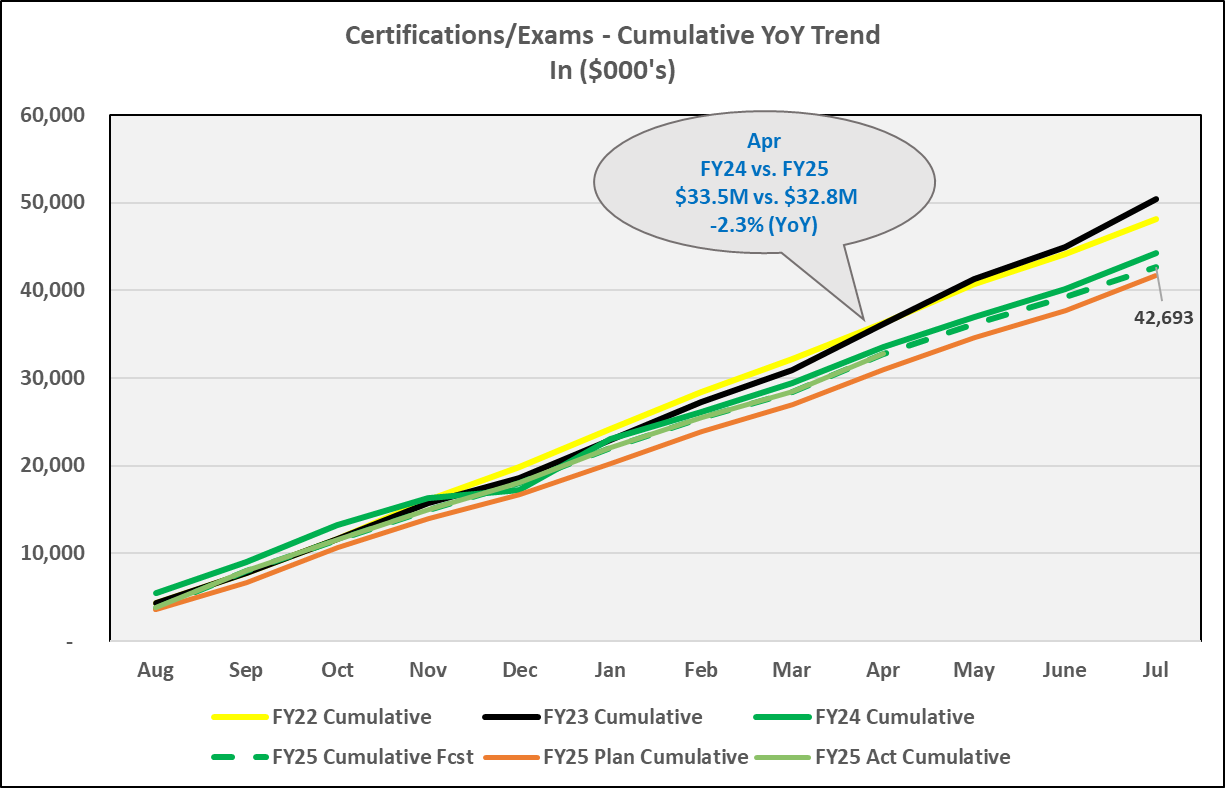 Certifications/Exams - Cumulative YoY Trend
In ($000's)
60,000
50,000
40,000
30,000
20,000
10,000
-
Apr
FY24 vs. FY25
$33.5M vs. $32.8M
-2.3% (YoY)
42,693
Aug Sep Oct Nov Dec Jan Feb Mar Apr May June Jul
FY22 Cumulative FY23 Cumulative FY24 Cumulative
FY25 Cumulative Fcst FY25 Plan Cumulative FY25 Act Cumulative